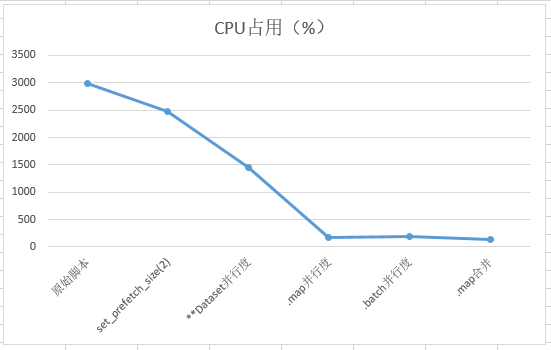 CPU占用（%）
3500
3000
2500
2000
1500
1000
500
0
原始脚本
set_prefetch_size(2)
**Dataset并行度
.map并行度
.batch并行度
.map合并